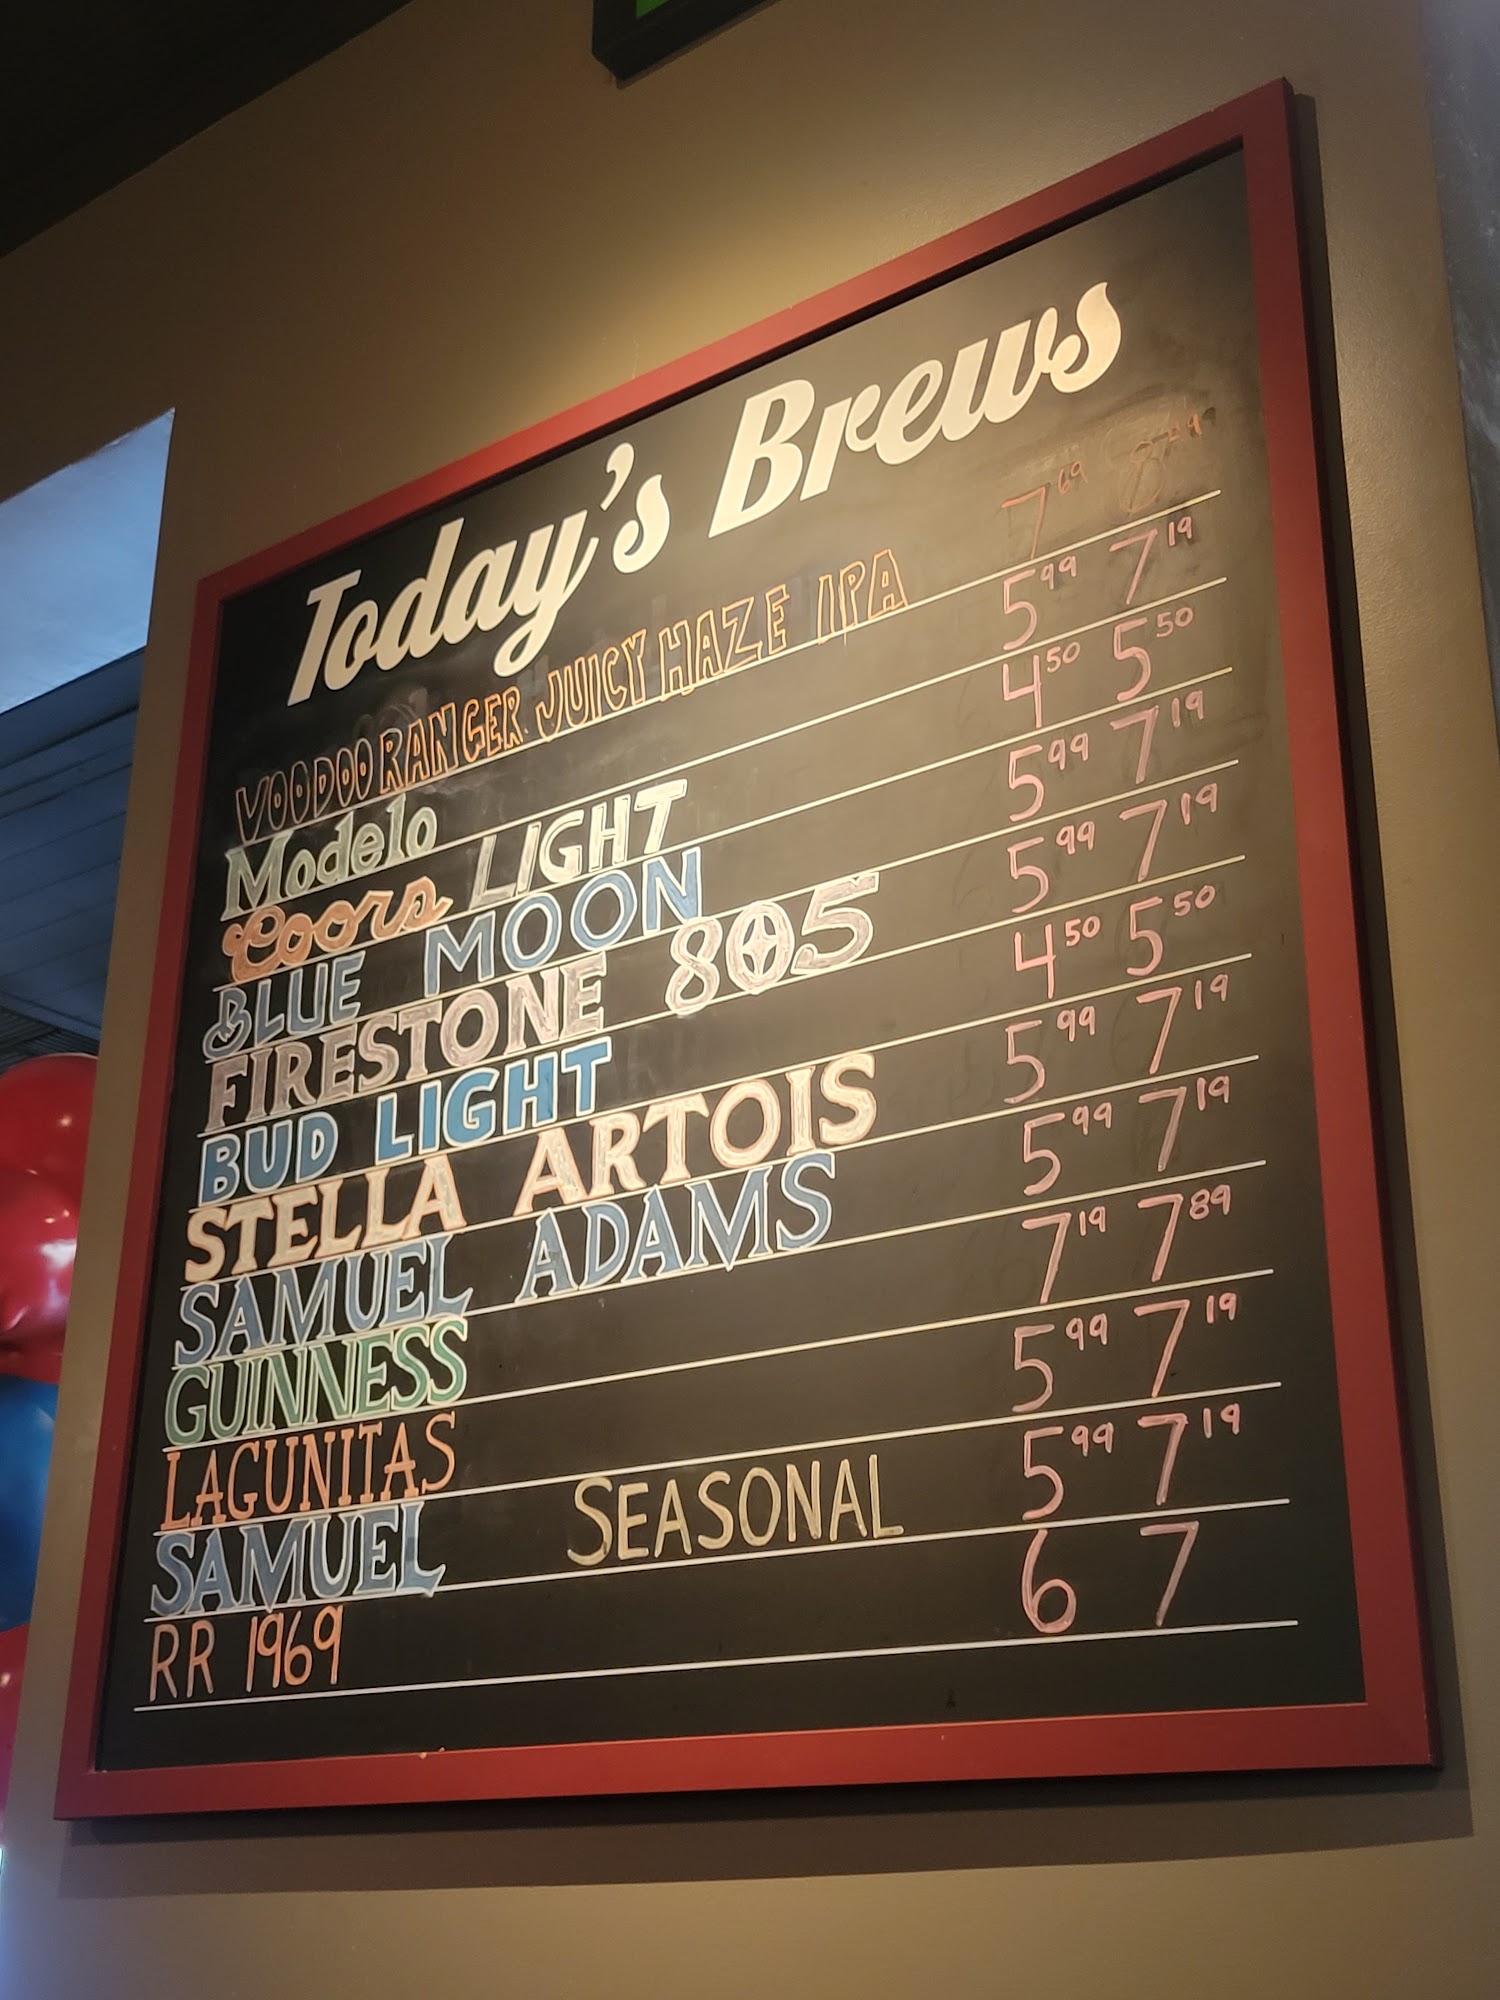 Today's Brews
VOODOO RANGER JUICY HAZE IPA 7 69 8
Modelo 5 99 7 19
Coors LIGHT 4 50 5 50
BLUE MOON 5 99 7 19
FIRESTONE 805 5 99 7 19
BUD LIGHT 4 50 5 50
STELLA ARTOIS 5 99 7 19
SAMUEL ADAMS 5 99 7 19
GUINNESS 7 19 7 89
LAGUNITAS 5 99 7 19
SAMUEL SEASONAL 5 99 7 19
RR 1969 6 7